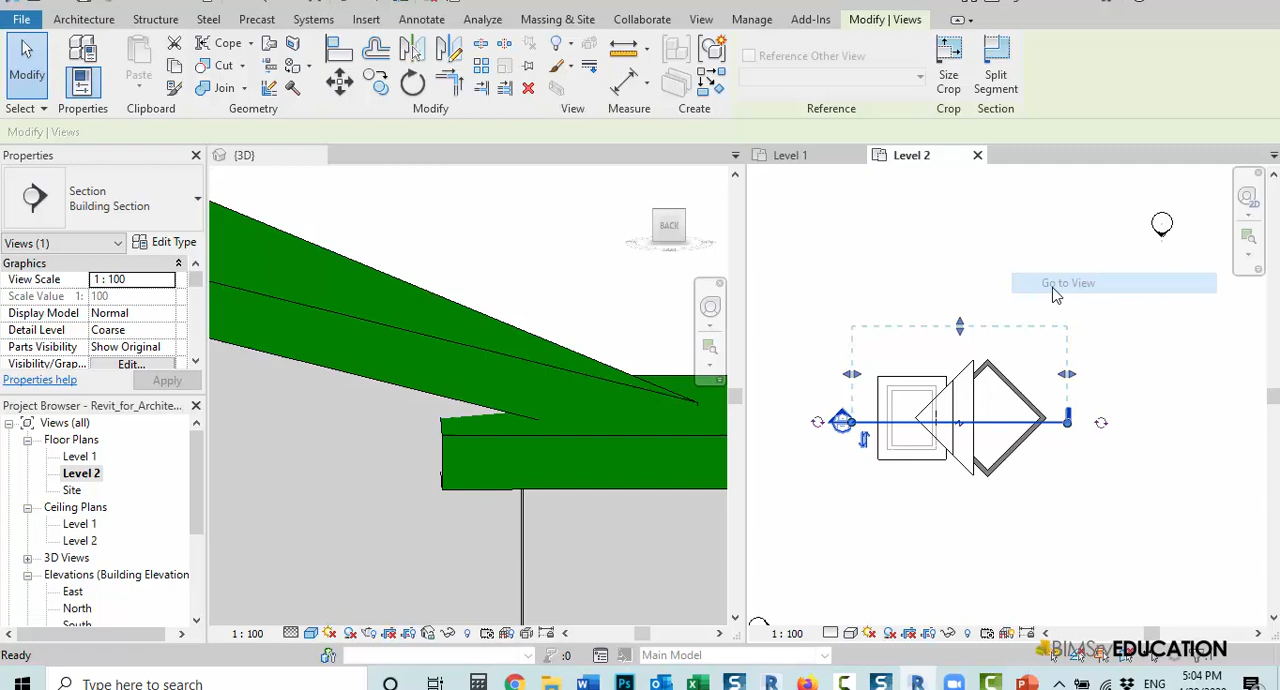 File Architecture Structure Steel Precast Systems Insert Annotate Analyze Massing & Site Collaborate View Manage Add-Ins Modify | Views
Modify Paste Cope Cut Join Reference Other View Size Crop Split Segment
Select Properties Clipboard Geometry Modify View Measure Create Reference Crop Section
Modify | Views
Properties {3D} Level 1 Level 2
Section
Building Section
Views (1) Edit Type
Graphics
View Scale 1 : 100
Scale Value 1: 100
Display Model Normal
Detail Level Coarse
Parts Visibility Show Original
Visibility/Grap... Edit...
Properties help Apply
Project Browser - Revit_for_Archite...
Views (all)
Floor Plans
Level 1
Level 2
Site
Ceiling Plans
Level 1
Level 2
3D Views
Elevations (Building Elevation
East
North
South
BACK
2D
Go to View
1 : 100
1 : 100
Ready :0 Main Model
EDUCATION
Type here to search
ENG
5:04 PM